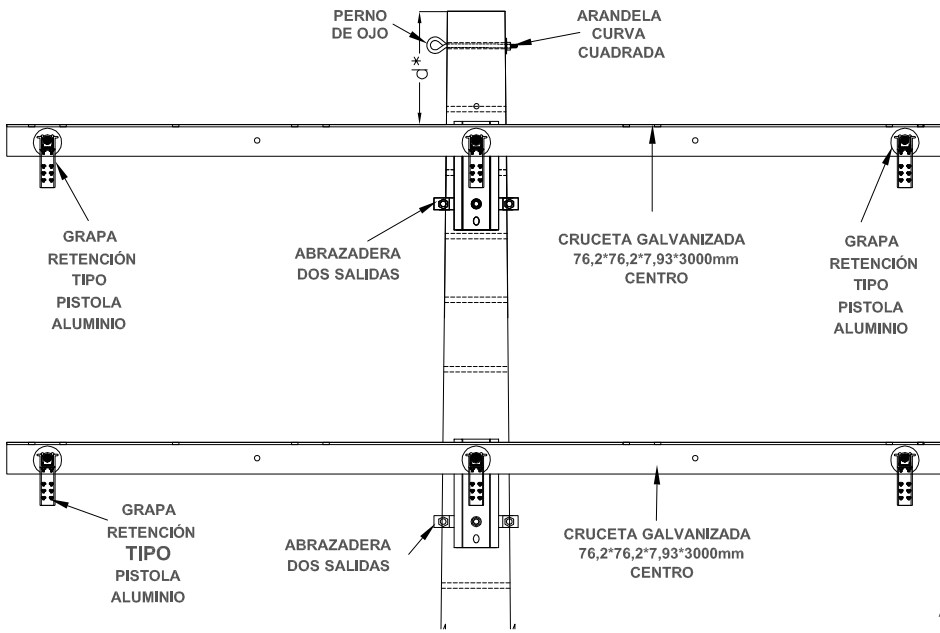 PERNO
DE OJO
ARANDELA
CURVA
CUADRADA
d*
GRAPA
RETENCIÓN
TIPO
PISTOLA
ALUMINIO
ABRAZADERA
DOS SALIDAS
CRUCETA GALVANIZADA
76,2*76,2*7,93*3000mm
CENTRO
GRAPA
RETENCIÓN
TIPO
PISTOLA
ALUMINIO
GRAPA
RETENCIÓN
TIPO
PISTOLA
ALUMINIO
ABRAZADERA
DOS SALIDAS
CRUCETA GALVANIZADA
76,2*76,2*7,93*3000mm
CENTRO